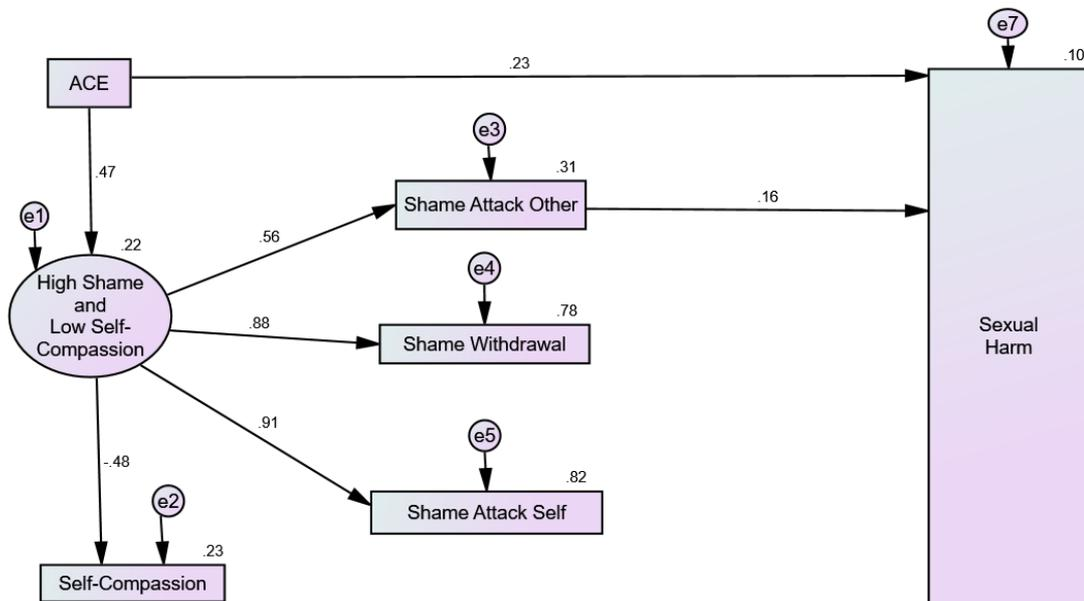 e7
.10
.23
ACE
e3
.47
.31
Shame Attack Other
.16
e1
.56
.22
e4
High Shame
and
Low Self-
Compassion
.78
.88
Shame Withdrawal
Sexual
Harm
.91
e5
-.48
.82
e2
Shame Attack Self
.23
Self-Compassion